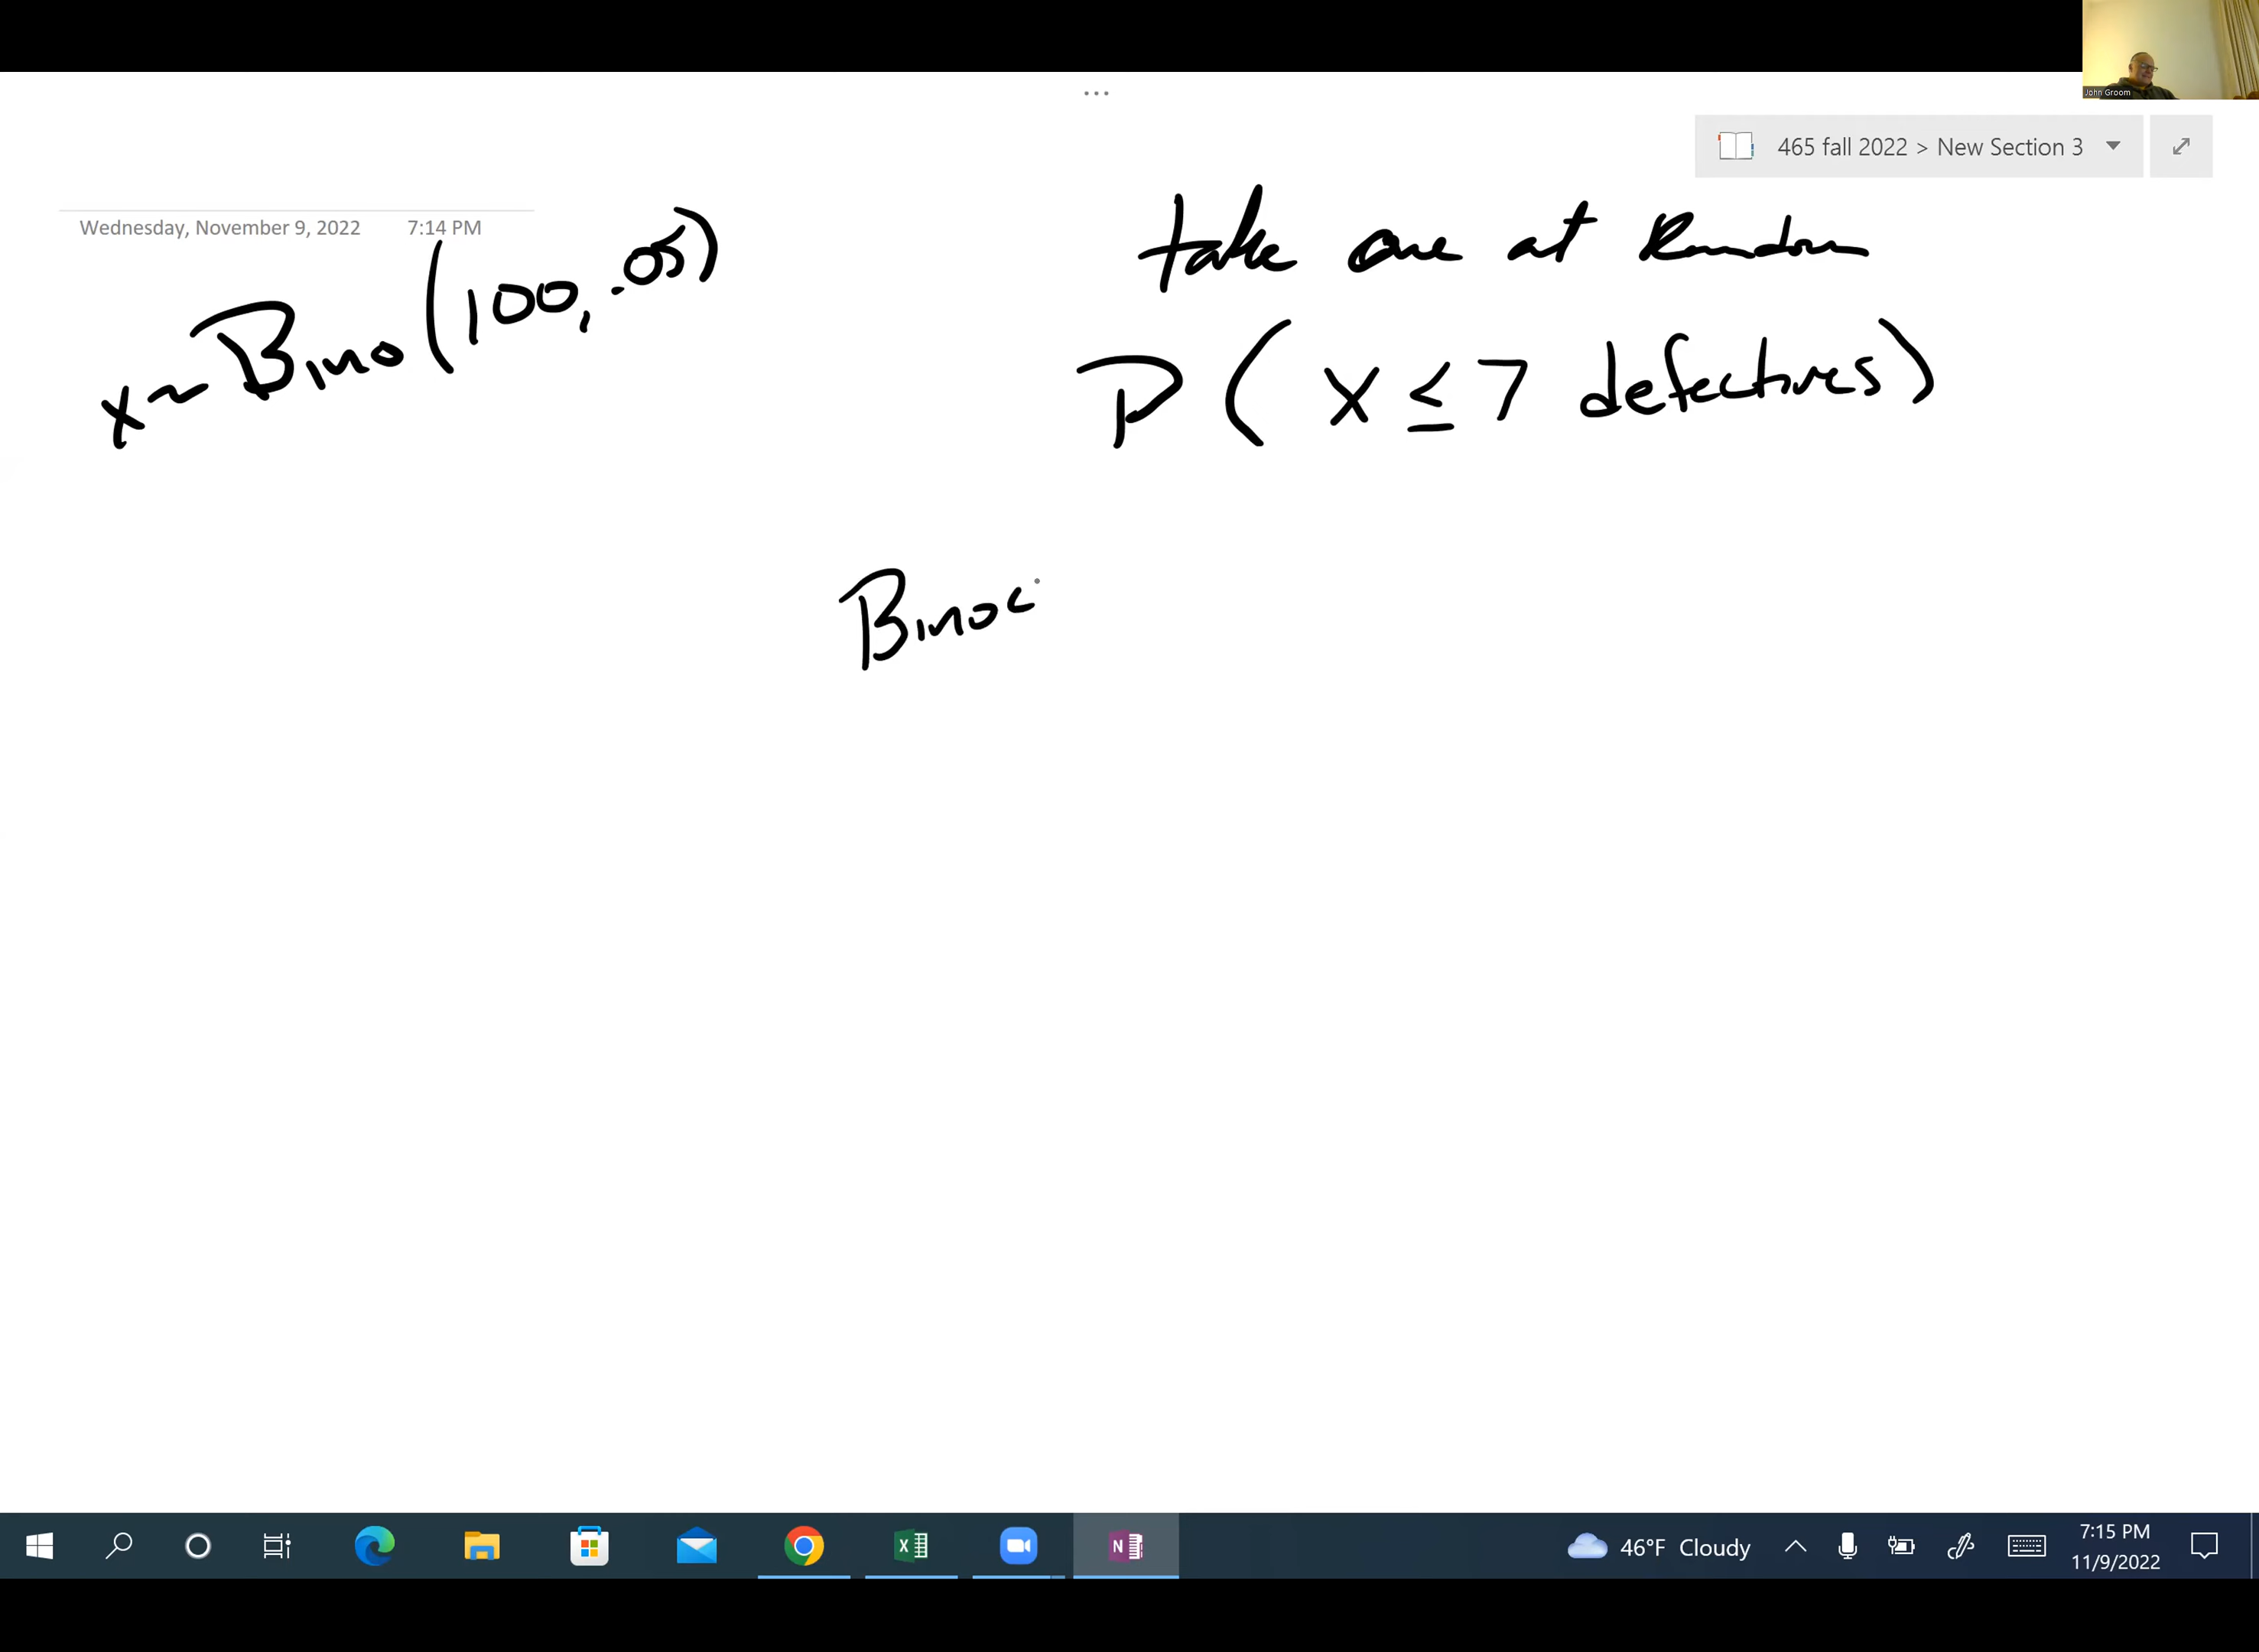 John Groom
...
465 fall 2022 > New Section 3
Wednesday, November 9, 2022 7:14 PM
take one at Random
x ~ Bino (100, .05)
P ( x ≤ 7 defectives)
Binoc
46°F Cloudy
7:15 PM
11/9/2022